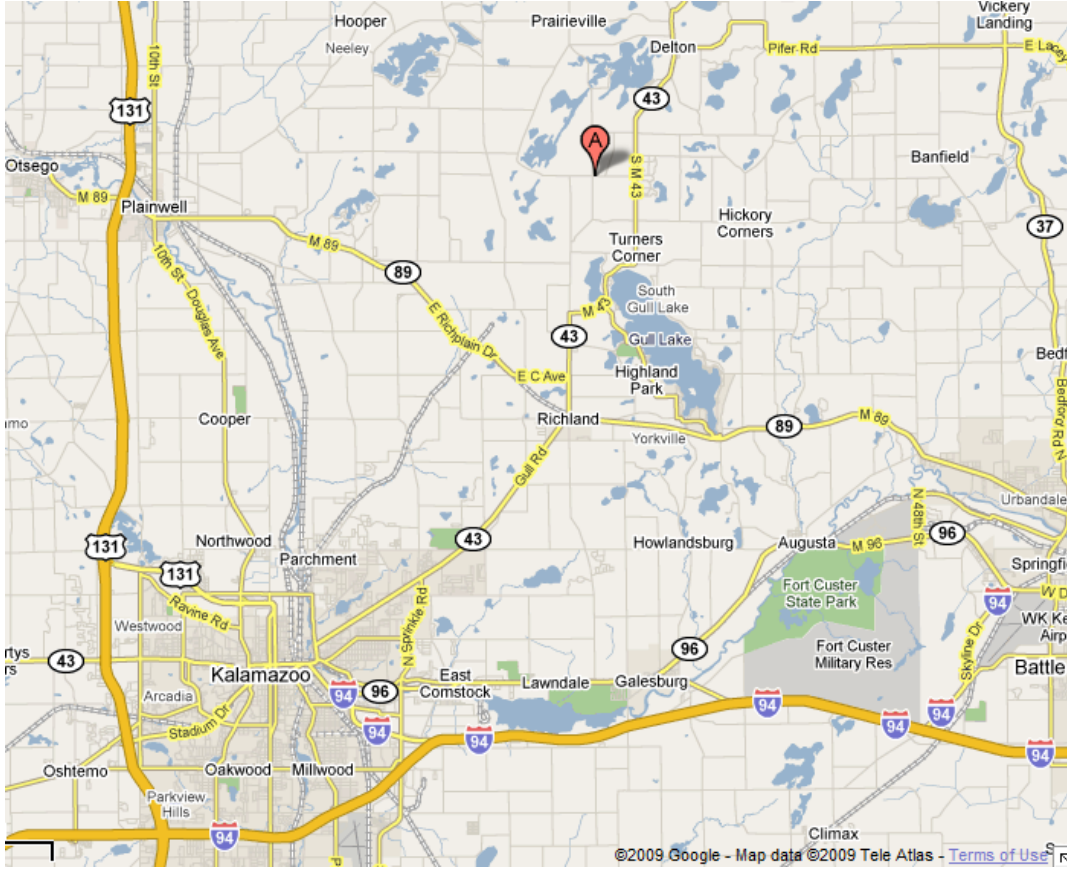 Hooper
Prairieville
Vickery
Landing
Neeley
10th St
Delton
Pifer Rd
E Lacey
131
43
A
Otsego
S M 43
Banfield
M 89
Plainwell
Hickory
Corners
37
M 89
Turners
Corner
89
10th St - Douglas Ave
South
Gull Lake
M 43
E Richplain Dr
43
Gull Lake
Bedf
E C Ave
Highland
Park
Bedford Rd N
Cooper
Richland
89
M 89
amo
Yorkville
Gull Rd
Urbandale
N 48th St
131
Northwood
43
Parchment
Howlandsburg
Augusta
M 96
96
131
Springfi
Fort Custer
State Park
94
W D
Ravine Rd
N Sprinkle Rd
Westwood
WK Ke
Airp
Skyline Dr
rtys
rs
43
96
Fort Custer
Military Res
Kalamazoo
East
Comstock
Lawndale
Galesburg
Battle
Arcadia
94
96
94
94
94
Stadium Dr
94
94
94
94
Oshtemo
Oakwood
Millwood
Parkview
Hills
94
Climax
P
©2009 Google - Map data ©2009 Tele Atlas - Terms of Use
S